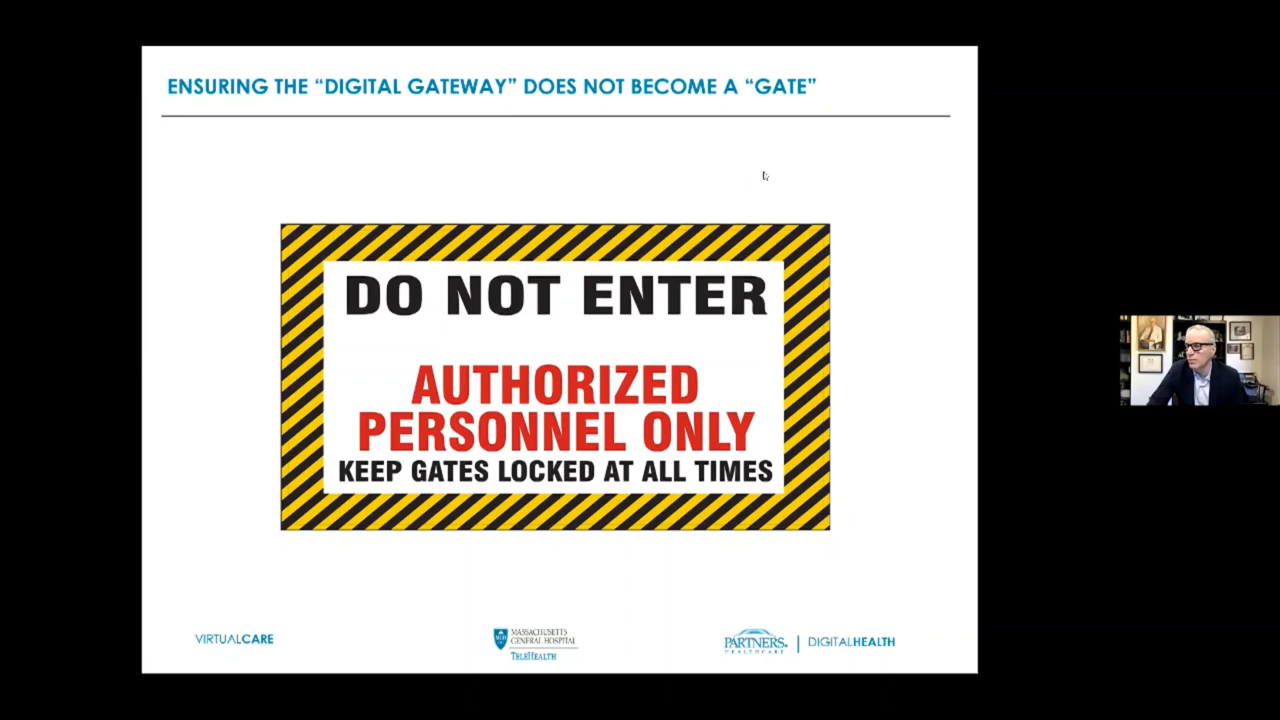 ENSURING THE “DIGITAL GATEWAY” DOES NOT BECOME A “GATE”
DO NOT ENTER
AUTHORIZED
PERSONNEL ONLY
KEEP GATES LOCKED AT ALL TIMES
VIRTUALCARE
MASSACHUSETTS
GENERAL HOSPITAL
TELEHEALTH
PARTNERS
HEALTHCARE
DIGITALHEALTH